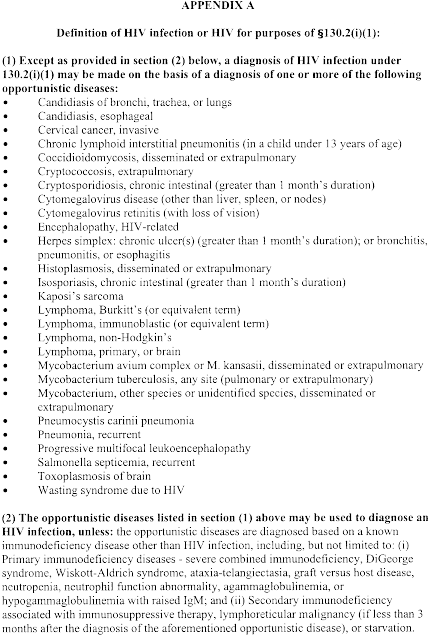 APPENDIX A
Definition of HIV infection or HIV for purposes of §130.2(i)(1):
(1) Except as provided in section (2) below, a diagnosis of HIV infection under
130.2(i)(1) may be made on the basis of a diagnosis of one or more of the following
opportunistic diseases:
• Candidiasis of bronchi, trachea, or lungs
• Candidiasis, esophageal
• Cervical cancer, invasive
• Chronic lymphoid interstitial pneumonitis (in a child under 13 years of age)
• Coccidioidomycosis, disseminated or extrapulmonary
• Cryptococcosis, extrapulmonary
• Cryptosporidiosis, chronic intestinal (greater than 1 month's duration)
• Cytomegalovirus disease (other than liver, spleen, or nodes)
• Cytomegalovirus retinitis (with loss of vision)
• Encephalopathy, HIV-related
• Herpes simplex: chronic ulcer(s) (greater than 1 month's duration); or bronchitis,
pneumonitis, or esophagitis
• Histoplasmosis, disseminated or extrapulmonary
• Isosporiasis, chronic intestinal (greater than 1 month's duration)
• Kaposi's sarcoma
• Lymphoma, Burkitt's (or equivalent term)
• Lymphoma, immunoblastic (or equivalent term)
• Lymphoma, non-Hodgkin's
• Lymphoma, primary, or brain
• Mycobacterium avium complex or M. kansasii, disseminated or extrapulmonary
• Mycobacterium tuberculosis, any site (pulmonary or extrapulmonary)
• Mycobacterium, other species or unidentified species, disseminated or
extrapulmonary
• Pneumocystis carinii pneumonia
• Pneumonia, recurrent
• Progressive multifocal leukoencephalopathy
• Salmonella septicemia, recurrent
• Toxoplasmosis of brain
• Wasting syndrome due to HIV
(2) The opportunistic diseases listed in section (1) above may be used to diagnose an
HIV infection, unless: the opportunistic diseases are diagnosed based on a known
immunodeficiency disease other than HIV infection, including, but not limited to: (i)
Primary immunodeficiency diseases - severe combined immunodeficiency, DiGeorge
syndrome, Wiskott-Aldrich syndrome, ataxia-telangiectasia, graft versus host disease,
neutropenia, neutrophil function abnormality, agammaglobulinemia, or
hypogammaglobulinemia with raised IgM; and (ii) Secondary immunodeficiency
associated with immunosuppressive therapy, lymphoreticular malignancy (if less than 3
months after the diagnosis of the aforementioned opportunistic disease), or starvation.